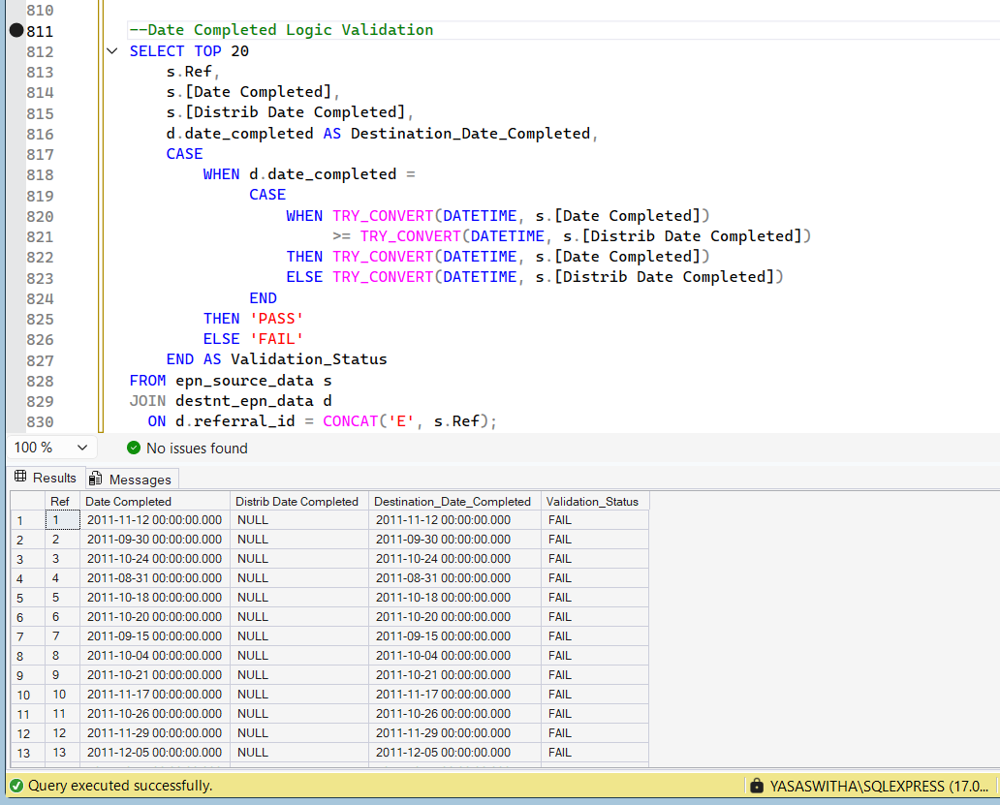 810
811 --Date Completed Logic Validation
812 SELECT TOP 20
813 s.Ref,
814 s.[Date Completed],
815 s.[Distrib Date Completed],
816 d.date_completed AS Destination_Date_Completed,
817 CASE
818 WHEN d.date_completed =
819 CASE
820 WHEN TRY_CONVERT(DATETIME, s.[Date Completed])
821 >= TRY_CONVERT(DATETIME, s.[Distrib Date Completed])
822 THEN TRY_CONVERT(DATETIME, s.[Date Completed])
823 ELSE TRY_CONVERT(DATETIME, s.[Distrib Date Completed])
824 END
825 THEN 'PASS'
826 ELSE 'FAIL'
827 END AS Validation_Status
828 FROM epn_source_data s
829 JOIN destnt_epn_data d
830 ON d.referral_id = CONCAT('E', s.Ref);
100 % No issues found
Results Messages
Ref Date Completed Distrib Date Completed Destination_Date_Completed Validation_Status
1 1 2011-11-12 00:00:00.000 NULL 2011-11-12 00:00:00.000 FAIL
2 2 2011-09-30 00:00:00.000 NULL 2011-09-30 00:00:00.000 FAIL
3 3 2011-10-24 00:00:00.000 NULL 2011-10-24 00:00:00.000 FAIL
4 4 2011-08-31 00:00:00.000 NULL 2011-08-31 00:00:00.000 FAIL
5 5 2011-10-18 00:00:00.000 NULL 2011-10-18 00:00:00.000 FAIL
6 6 2011-10-20 00:00:00.000 NULL 2011-10-20 00:00:00.000 FAIL
7 7 2011-09-15 00:00:00.000 NULL 2011-09-15 00:00:00.000 FAIL
8 8 2011-10-04 00:00:00.000 NULL 2011-10-04 00:00:00.000 FAIL
9 9 2011-10-21 00:00:00.000 NULL 2011-10-21 00:00:00.000 FAIL
10 10 2011-11-17 00:00:00.000 NULL 2011-11-17 00:00:00.000 FAIL
11 11 2011-10-26 00:00:00.000 NULL 2011-10-26 00:00:00.000 FAIL
12 12 2011-11-29 00:00:00.000 NULL 2011-11-29 00:00:00.000 FAIL
13 13 2011-12-05 00:00:00.000 NULL 2011-12-05 00:00:00.000 FAIL
Query executed successfully. YASASWITHA\SQLEXPRESS (17.0...